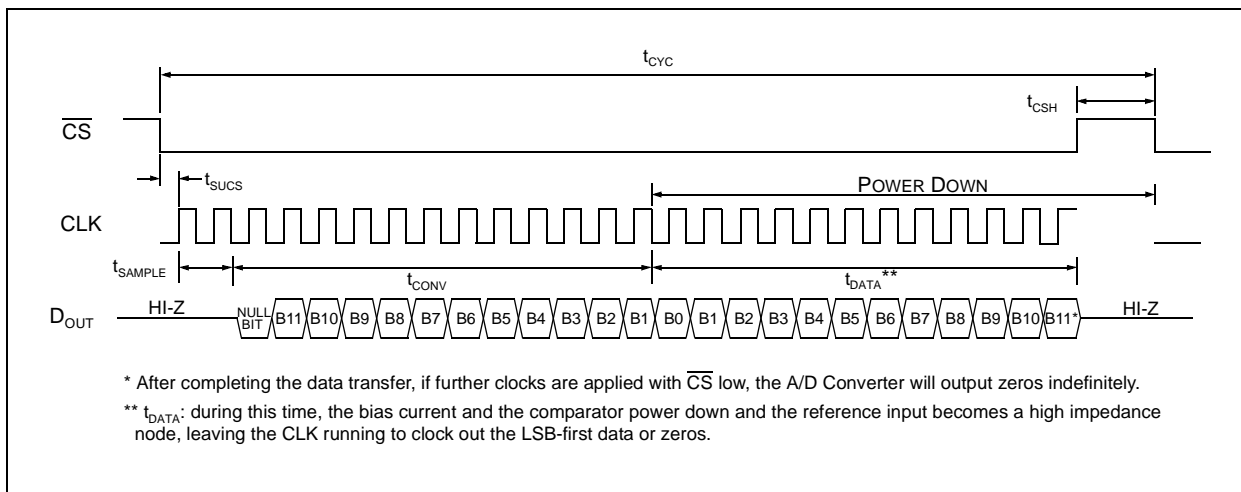 tCYC
tCSH
CS
tSUCS
POWER DOWN
CLK
tSAMPLE
tCONV
tDATA**
DOUT
HI-Z
NULL BIT B11 B10 B9 B8 B7 B6 B5 B4 B3 B2 B1 B0 B1 B2 B3 B4 B5 B6 B7 B8 B9 B10 B11*
HI-Z
* After completing the data transfer, if further clocks are applied with CS low, the A/D Converter will output zeros indefinitely.
** tDATA: during this time, the bias current and the comparator power down and the reference input becomes a high impedance
node, leaving the CLK running to clock out the LSB-first data or zeros.